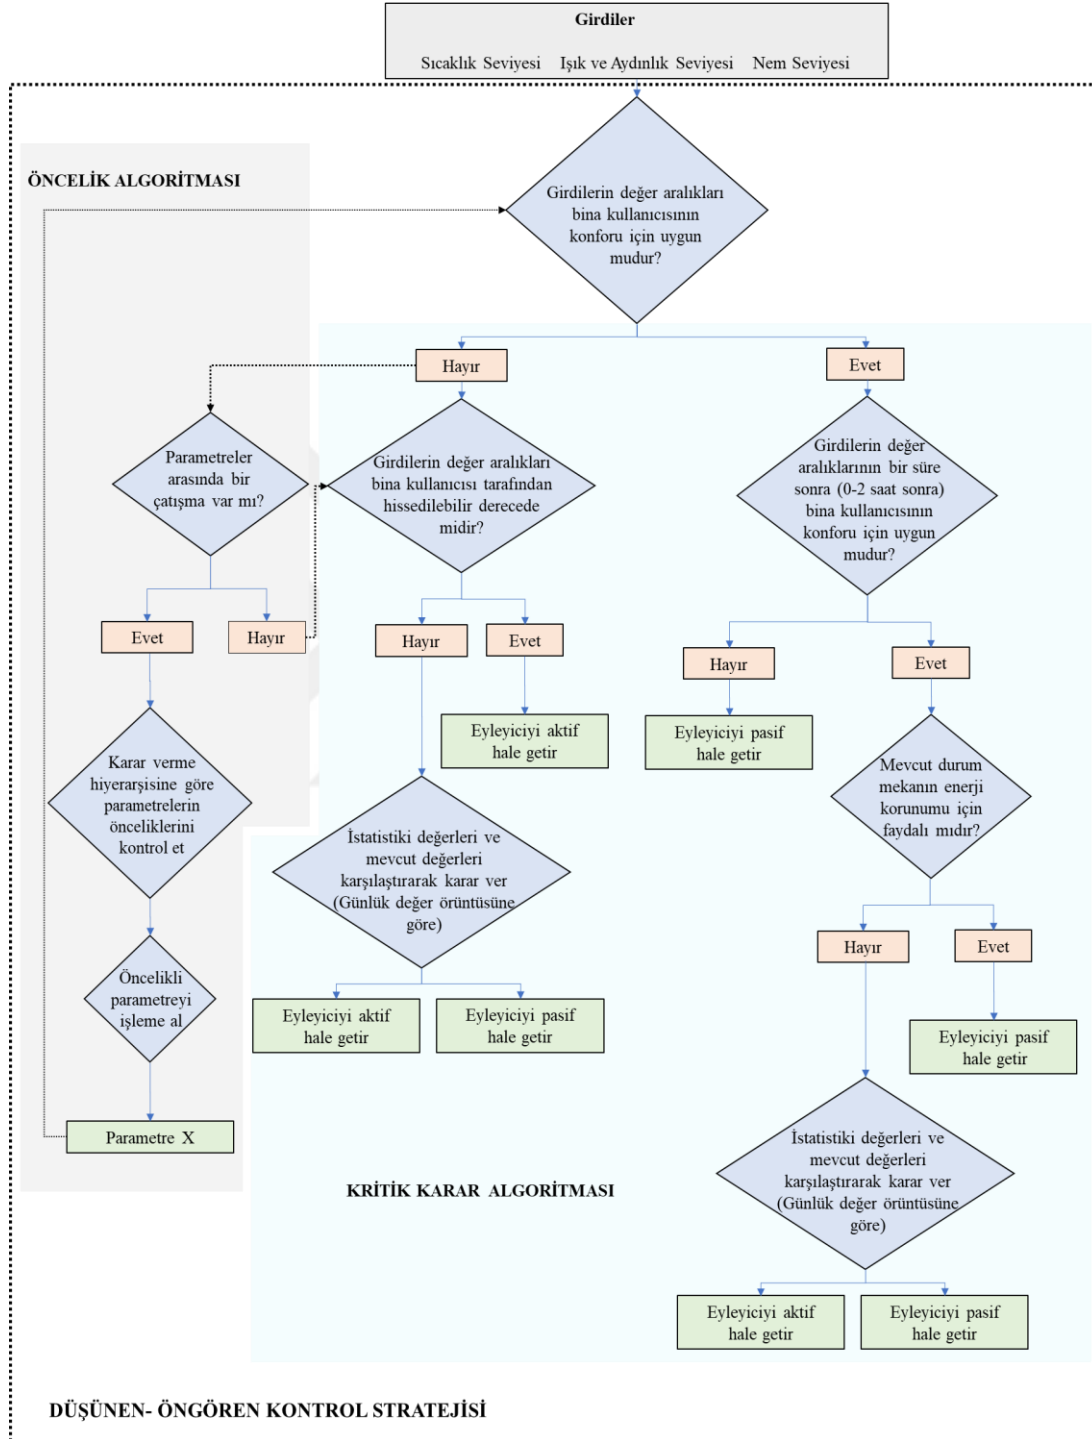 Girdiler
Sıcaklık Seviyesi Işık ve Aydınlık Seviyesi Nem Seviyesi
ÖNCELİK ALGORİTMASI
Girdilerin değer aralıkları
bina kullanıcısının
konforu için uygun
mudur?
Hayır
Evet
Parametreler
arasında bir
çatışma var mı?
Girdilerin değer aralıkları
bina kullanıcısı tarafından
hissedilebilir derecede
midir?
Girdilerin değer
aralıklarının bir süre
sonra (0-2 saat sonra)
bina kullanıcısının
konforu için uygun
mudur?
Evet
Hayır
Hayır
Evet
Hayır
Evet
Eyleyiciyi aktif
hale getir
Eyleyiciyi pasif
hale getir
Karar verme
hiyerarşisine göre
parametrelerin
önceliklerini
kontrol et
Mevcut durum
mekanın enerji
korunumu için
faydalı mıdır?
İstatistiki değerleri ve
mevcut değerleri
karşılaştırarak karar ver
(Günlük değer örüntüsüne
göre)
Hayır
Evet
Öncelikli
parametreyi
işleme al
Eyleyiciyi aktif
hale getir
Eyleyiciyi pasif
hale getir
Eyleyiciyi pasif
hale getir
Parametre X
İstatistiki değerleri ve
mevcut değerleri
karşılaştırarak karar ver
(Günlük değer örüntüsüne
göre)
KRİTİK KARAR ALGORİTMASI
Eyleyiciyi aktif
hale getir
Eyleyiciyi pasif
hale getir
DÜŞÜNEN- ÖNGÖREN KONTROL STRATEJİSİ